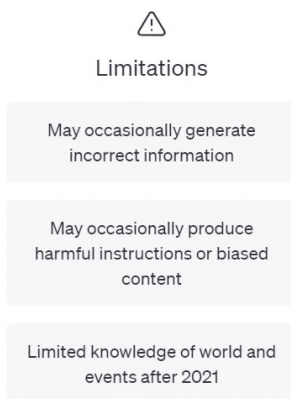 Limitations
May occasionally generate
incorrect information
May occasionally produce
harmful instructions or biased
content
Limited knowledge of world and
events after 2021